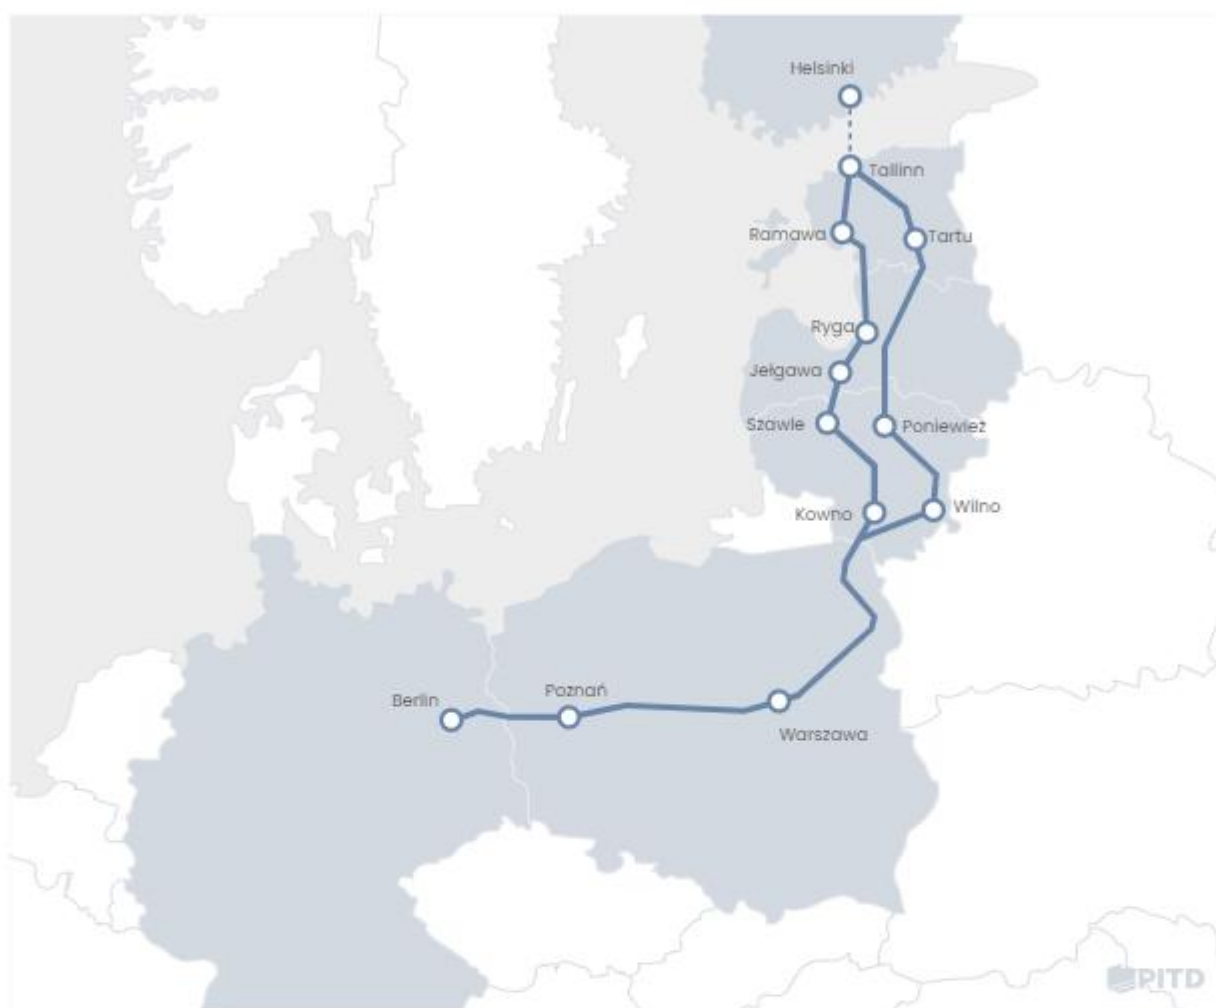 Helsinki
Tallinn
Ramawa
Tartu
Ryga
Jełgawa
Szawle
Poniewież
Kowno
Wilno
Poznań
Berlin
Warszawa
PITD